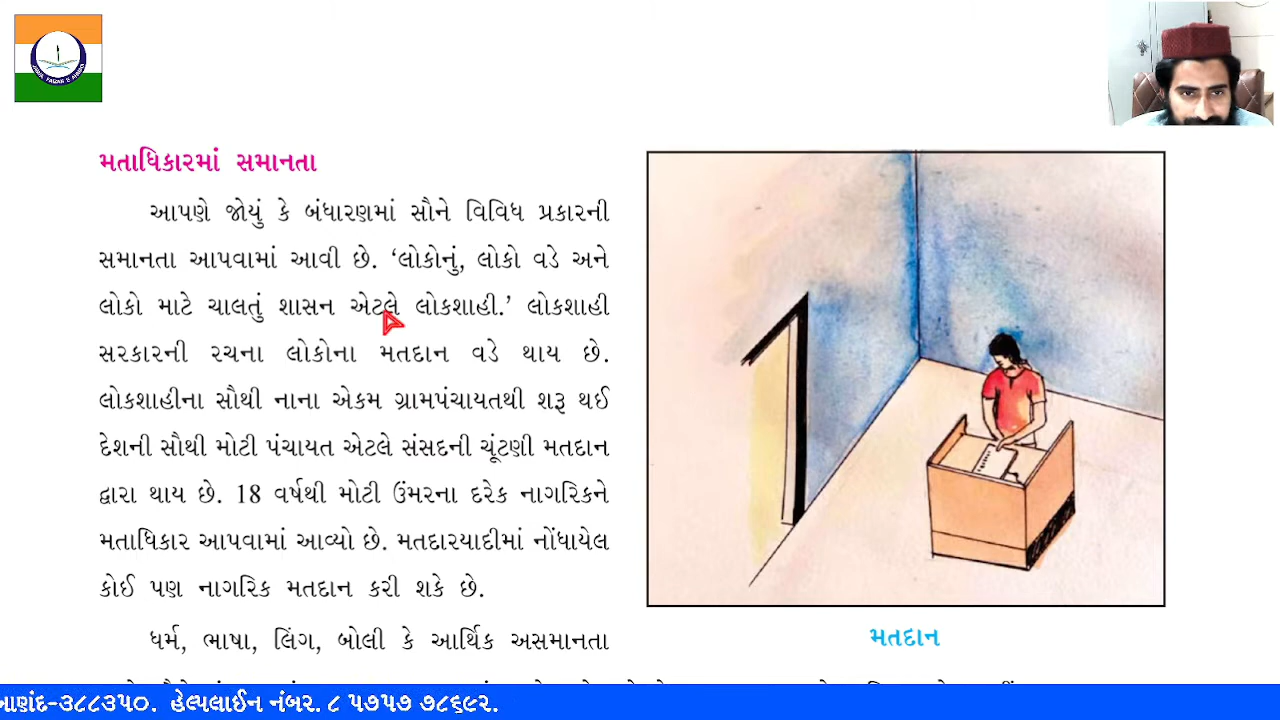 મતાધિકારમાં સમાનતા
આપણે જોયું કે બંધારણમાં સૌને વિવિધ પ્રકારની
સમાનતા આપવામાં આવી છે. ‘લોકોનું, લોકો વડે અને
લોકો માટે ચાલતું શાસન એટલે લોકશાહી.’ લોકશાહી
સરકારની રચના લોકોના મતદાન વડે થાય છે.
લોકશાહીના સૌથી નાના એકમ ગ્રામપંચાયતથી શરૂ થઈ
દેશની સૌથી મોટી પંચાયત એટલે સંસદની ચૂંટણી મતદાન
દ્વારા થાય છે. 18 વર્ષથી મોટી ઉંમરના દરેક નાગરિકને
મતાધિકાર આપવામાં આવ્યો છે. મતદારયાદીમાં નોંધાયેલ
કોઈ પણ નાગરિક મતદાન કરી શકે છે.
ધર્મ, ભાષા, લિંગ, બોલી કે આર્થિક અસમાનતા
મતદાન
આણંદ-૩૮૮૩૫૦. હેલ્પલાઈન નંબર. ૮ ૫૭૫૭ ૭૮૬૯૨.